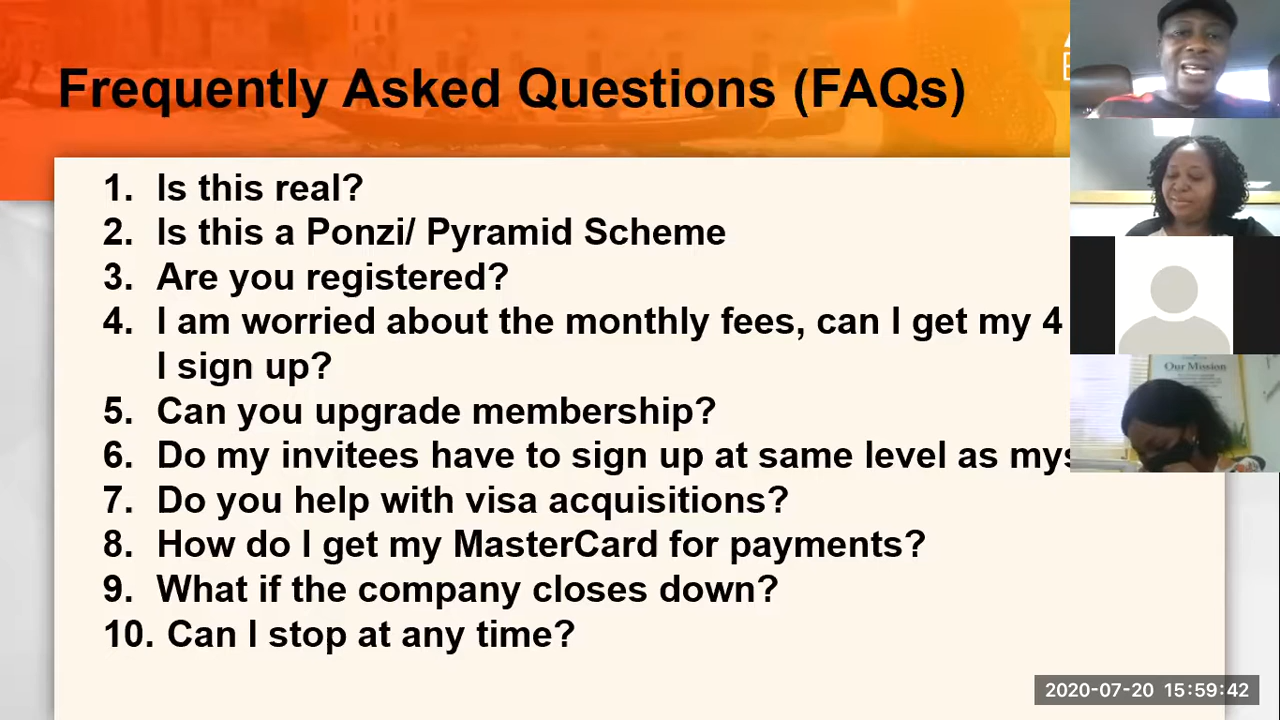 Frequently Asked Questions (FAQs)
1. Is this real?
2. Is this a Ponzi/ Pyramid Scheme
3. Are you registered?
4. I am worried about the monthly fees, can I get my 4
I sign up?
5. Can you upgrade membership?
6. Do my invitees have to sign up at same level as
7. Do you help with visa acquisitions?
8. How do I get my MasterCard for payments?
9. What if the company closes down?
10. Can I stop at any time?
Our Mission
2020-07-20 15:59:42